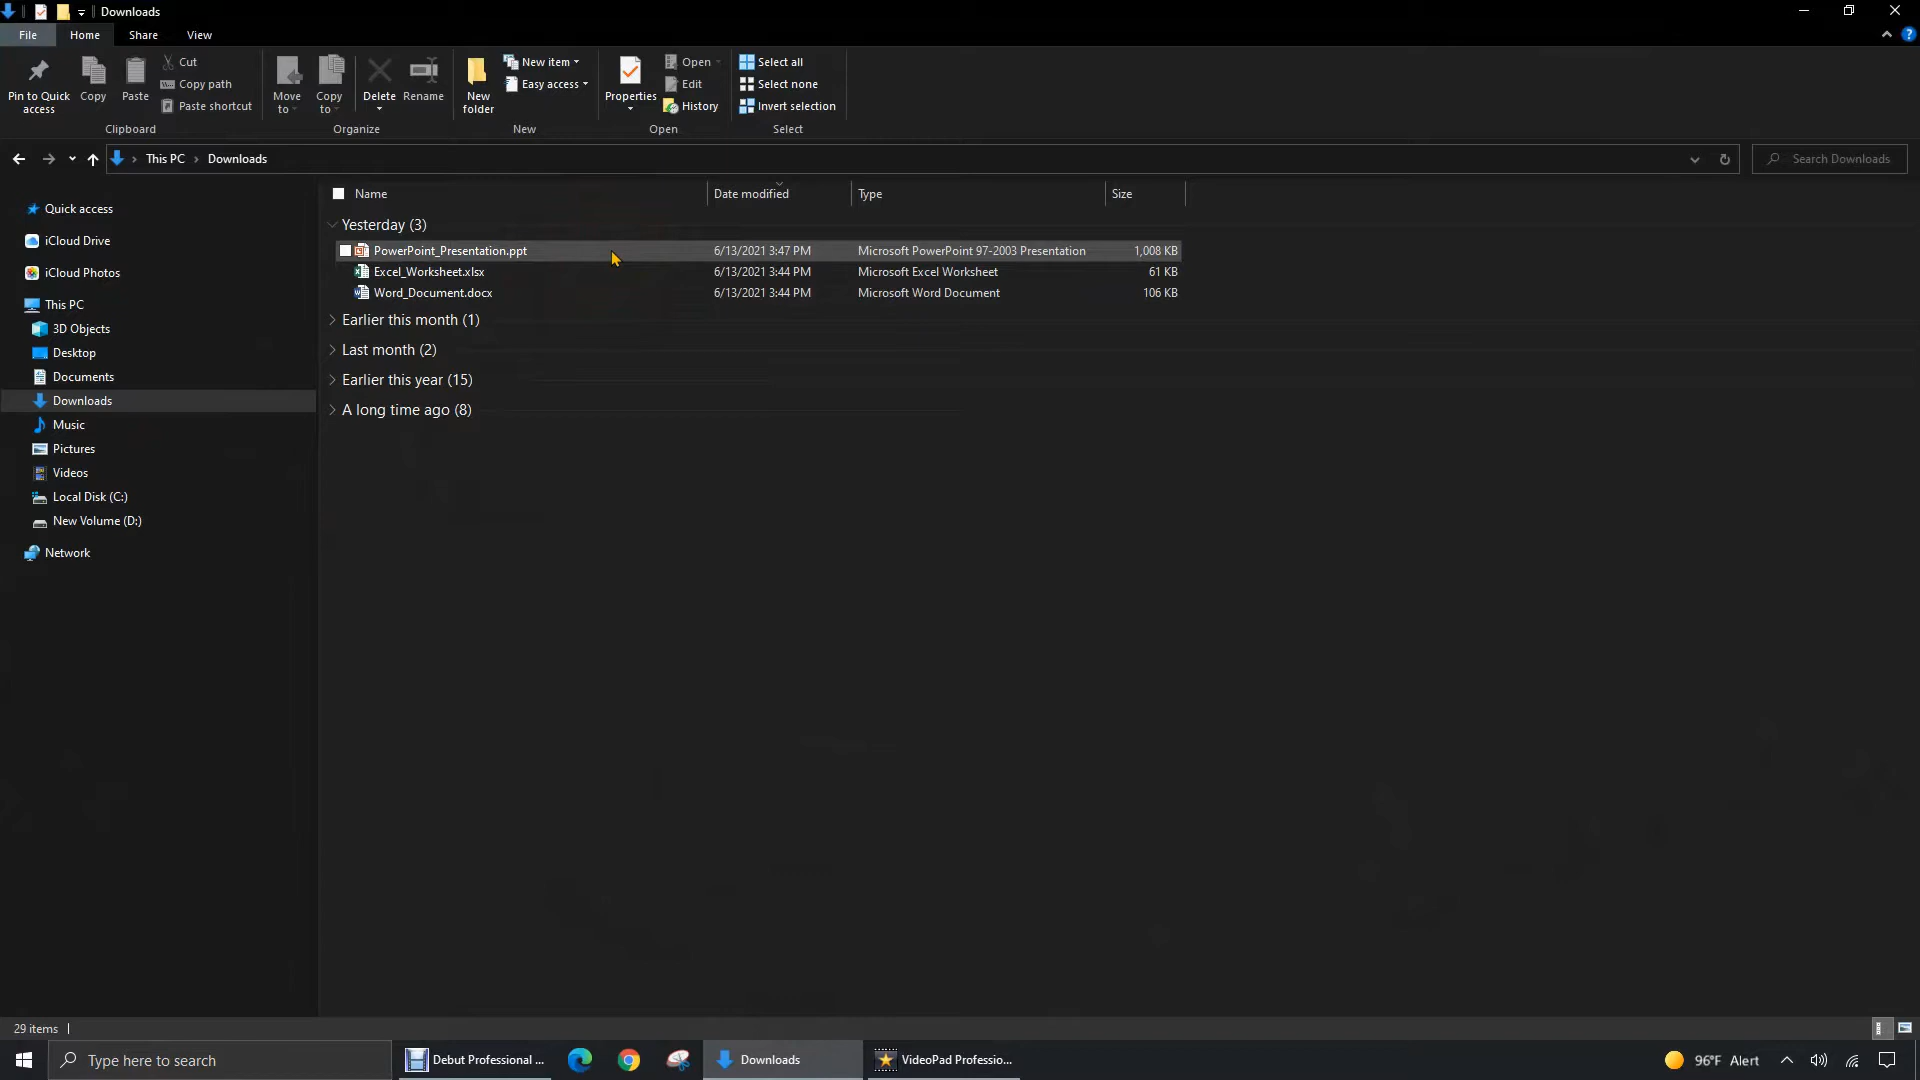 Downloads
File Home Share View
Pin to Quick access
Copy
Paste
Cut
Copy path
Paste shortcut
Clipboard
Move to
Copy to
Delete
Rename
Organize
New folder
New item
Easy access
New
Properties
Open
Edit
History
Open
Select all
Select none
Invert selection
Select
This PC Downloads
Search Downloads
Quick access
iCloud Drive
iCloud Photos
This PC
3D Objects
Desktop
Documents
Downloads
Music
Pictures
Videos
Local Disk (C:)
New Volume (D:)
Network
Name Date modified Type Size
Yesterday (3)
PowerPoint_Presentation.ppt 6/13/2021 3:47 PM Microsoft PowerPoint 97-2003 Presentation 1,008 KB
Excel_Worksheet.xlsx 6/13/2021 3:44 PM Microsoft Excel Worksheet 61 KB
Word_Document.docx 6/13/2021 3:44 PM Microsoft Word Document 106 KB
Earlier this month (1)
Last month (2)
Earlier this year (15)
A long time ago (8)
29 items
Type here to search
Debut Professional ...
Downloads
VideoPad Professio...
96°F Alert